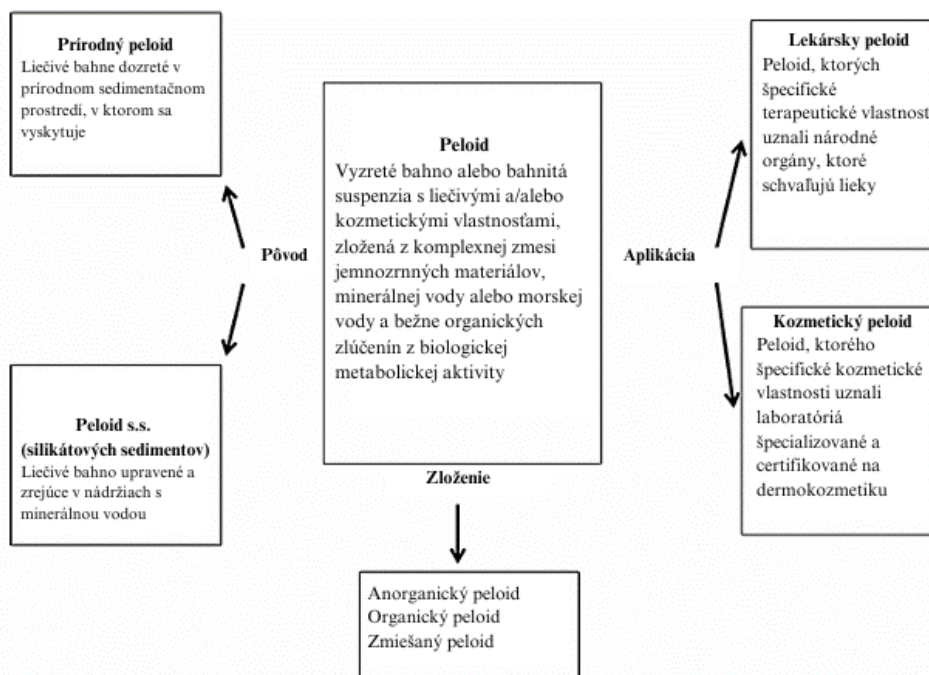 Prírodný peloid
Liečivé bahne dozreté v
prírodnom sedimentačnom
prostredí, v ktorom sa
vyskytuje
Pôvod
Peloid s.s.
(silikátových sedimentov)
Liečivé bahno upravené a
zrejúce v nádržiach s
minerálnou vodou
Peloid
Vyzreté bahno alebo bahnitá
suspenzia s liečivými a/alebo
kozmetickými vlastnosťami,
zložená z komplexnej zmesi
jemnozrnných materiálov,
minerálnej vody alebo morskej
vody a bežne organických
zlúčenín z biologickej
metabolickej aktivity
Zloženie
Anorganický peloid
Organický peloid
Zmiešaný peloid
Aplikácia
Lekársky peloid
Peloid, ktorých
špecifické
terapeutické vlastnost
uznali národné
orgány, ktoré
schvaľujú lieky
Kozmetický peloid
Peloid, ktorého
špecifické kozmetické
vlastnosti uznali
laboratóriá
špecializované a
certifikované na
dermokozmetiku